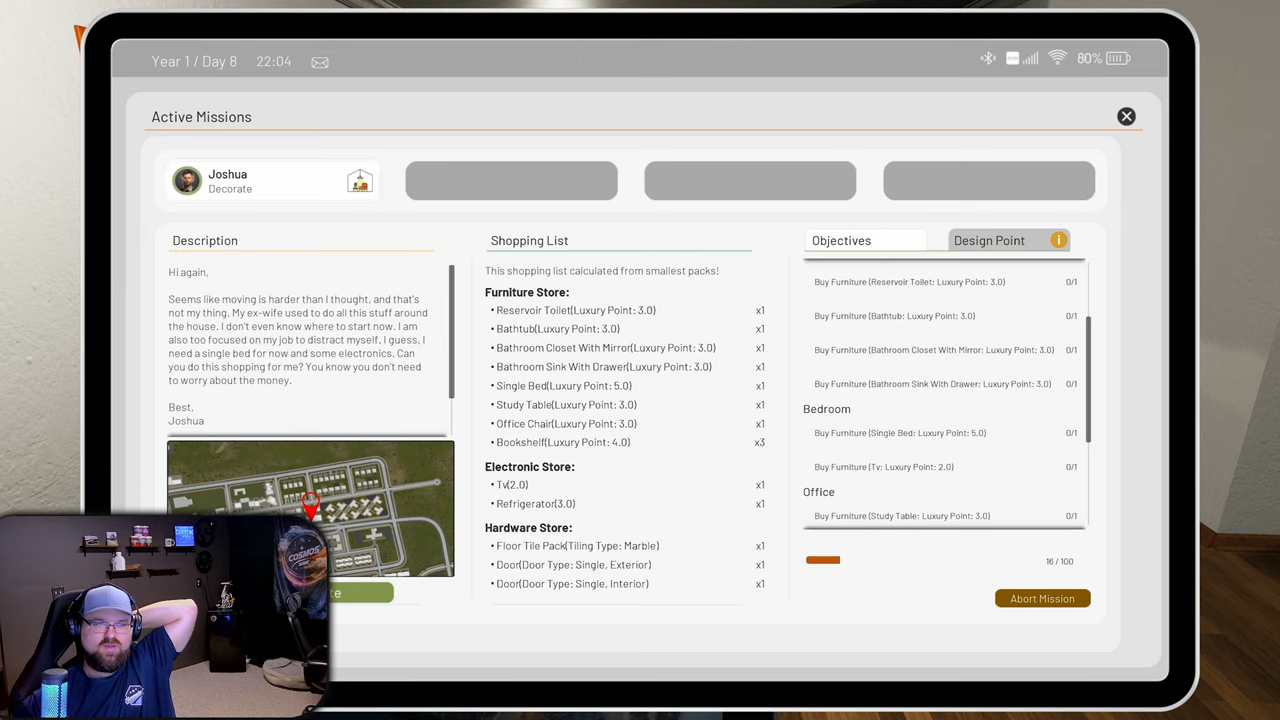 Year 1 / Day 8 22:04
80%
Active Missions
Joshua
Decorate
Description
Hi again,
Seems like moving is harder than I thought, and that's
not my thing. My ex-wife used to do all this stuff around
the house, I don't even know where to start now. I am
also too focused on my job to distract myself. I guess, I
need a single bed for now and some electronics. Can
you do this shopping for me? You know you don't need
to worry about the money.
Best,
Joshua
Shopping List
This shopping list calculated from smallest packs!
Furniture Store:
• Reservoir Toilet(Luxury Point: 3.0) x1
• Bathtub(Luxury Point: 3.0) x1
• Bathroom Closet With Mirror(Luxury Point: 3.0) x1
• Bathroom Sink With Drawer(Luxury Point: 3.0) x1
• Single Bed(Luxury Point: 5.0) x1
• Study Table(Luxury Point: 3.0) x1
• Office Chair(Luxury Point: 3.0) x1
• Bookshelf(Luxury Point: 4.0) x3
Electronic Store:
• Tv(2.0) x1
• Refrigerator(3.0) x1
Hardware Store:
• Floor Tile Pack(Tiling Type: Marble) x1
• Door(Door Type: Single, Exterior) x1
• Door(Door Type: Single, Interior) x1
Objectives
Design Point i
Buy Furniture (Reservoir Toilet; Luxury Point: 3.0) 0/1
Buy Furniture (Bathtub; Luxury Point: 3.0) 0/1
Buy Furniture (Bathroom Closet With Mirror; Luxury Point: 3.0) 0/1
Buy Furniture (Bathroom Sink With Drawer; Luxury Point: 3.0) 0/1
Bedroom
Buy Furniture (Single Bed; Luxury Point: 5.0) 0/1
Buy Furniture (Tv; Luxury Point: 2.0) 0/1
Office
Buy Furniture (Study Table; Luxury Point: 3.0) 0/1
16 / 100
Abort Mission
te
COSMOS